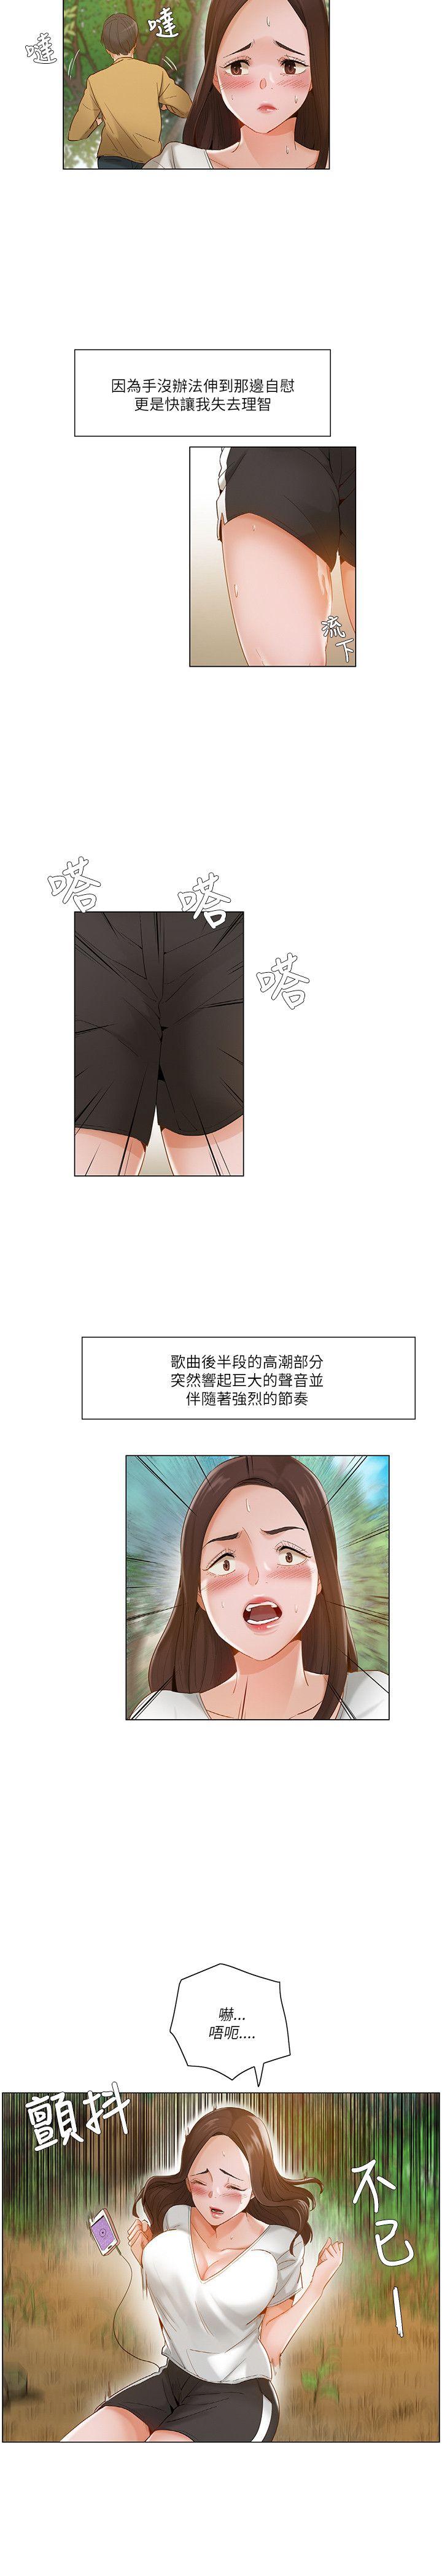 噠
噠
因為手沒辦法伸到那邊自慰
更是快讓我失去理智
流
下
嗒
嗒
嗒
歌曲後半段的高潮部分
突然響起巨大的聲音並
伴隨著強烈的節奏
嚇...
唔呃....
顫抖
不
已